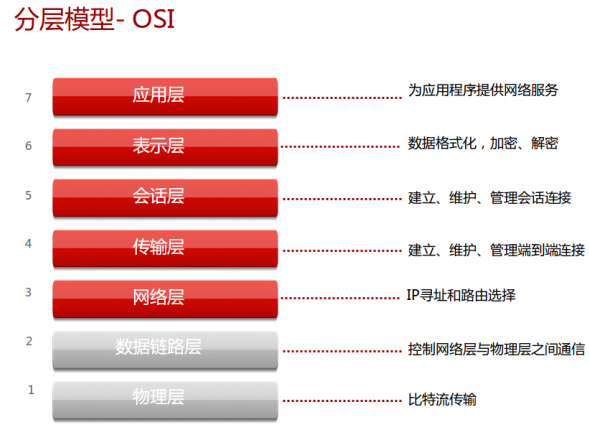 分层模型- OSI
7 应用层 为应用程序提供网络服务
6 表示层 数据格式化，加密、解密
5 会话层 建立、维护、管理会话连接
4 传输层 建立、维护、管理端到端连接
3 网络层 IP寻址和路由选择
2 数据链路层 控制网络层与物理层之间通信
1 物理层 比特流传输